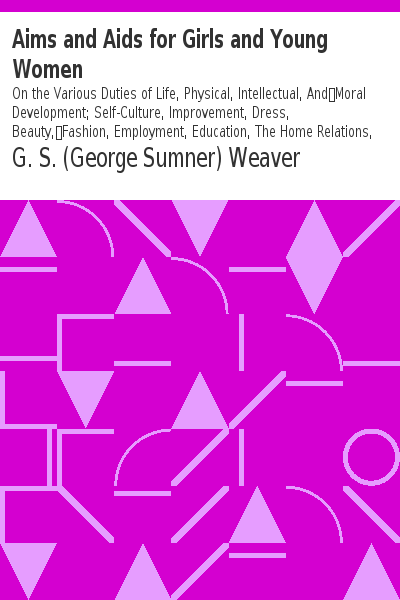 Aims and Aids for Girls and Young
Women
On the Various Duties of Life, Physical, Intellectual, And▯Moral
Development; Self-Culture, Improvement, Dress,
Beauty,▯Fashion, Employment, Education, The Home Relations,
G. S. (George Sumner) Weaver